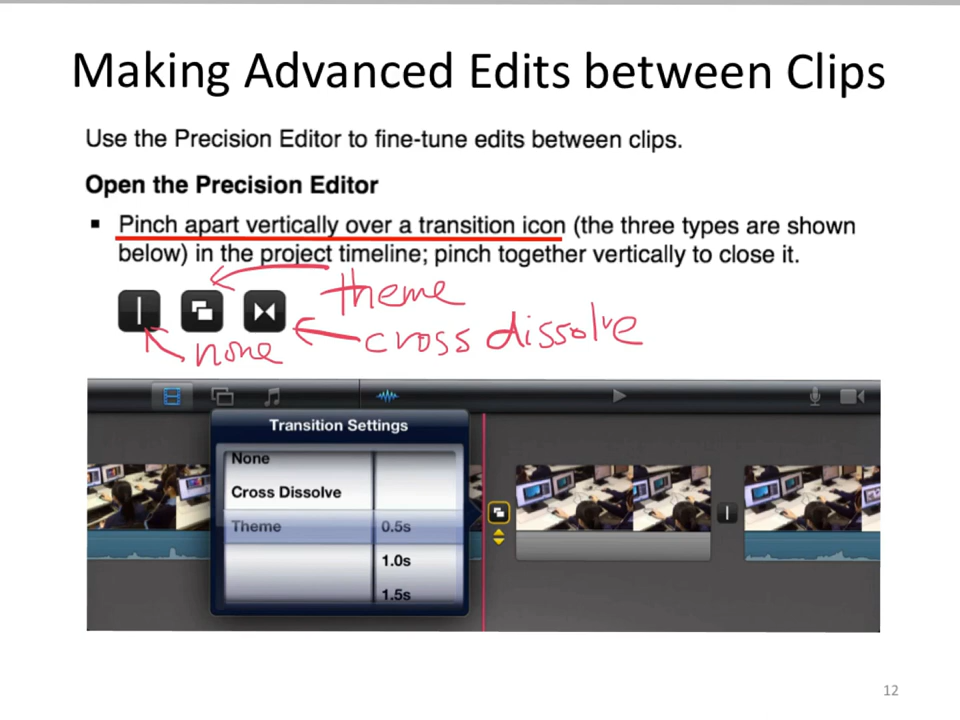 Making Advanced Edits between Clips
Use the Precision Editor to fine-tune edits between clips.
Open the Precision Editor
▪ Pinch apart vertically over a transition icon (the three types are shown
below) in the project timeline; pinch together vertically to close it.
theme
cross dissolve
none
Transition Settings
None
Cross Dissolve
Theme 0.5s
1.0s
1.5s
12